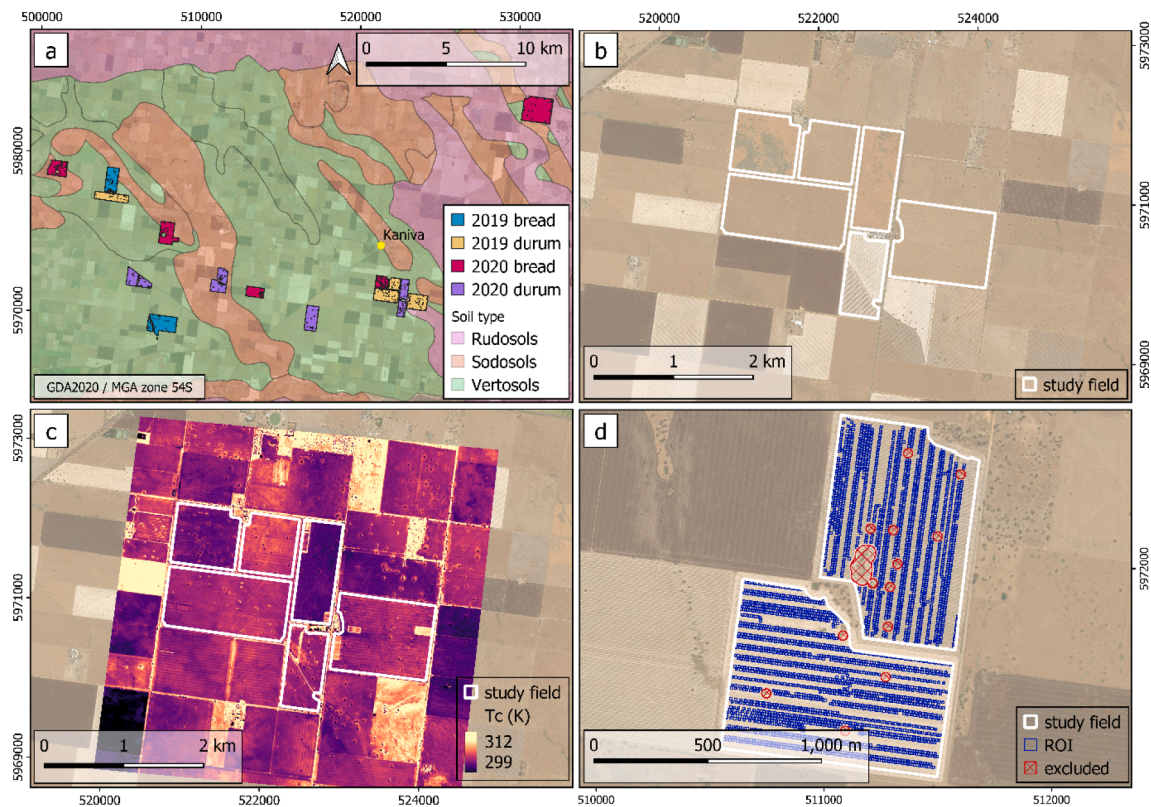 500000 510000 520000 530000
a
0 5 10 km
5980000
5970000
Kaniva
2019 bread
2019 durum
2020 bread
2020 durum
Soil type
Rudosols
Sodosols
Vertosols
GDA2020 / MGA zone 54S
520000 522000 524000
b
5973000
5971000
5969000
0 1 2 km
study field
c
5973000
5971000
5969000
study field
Tc (K)
312
299
0 1 2 km
520000 522000 524000
d
5972000
0 500 1,000 m
study field
ROI
excluded
510000 511000 512000